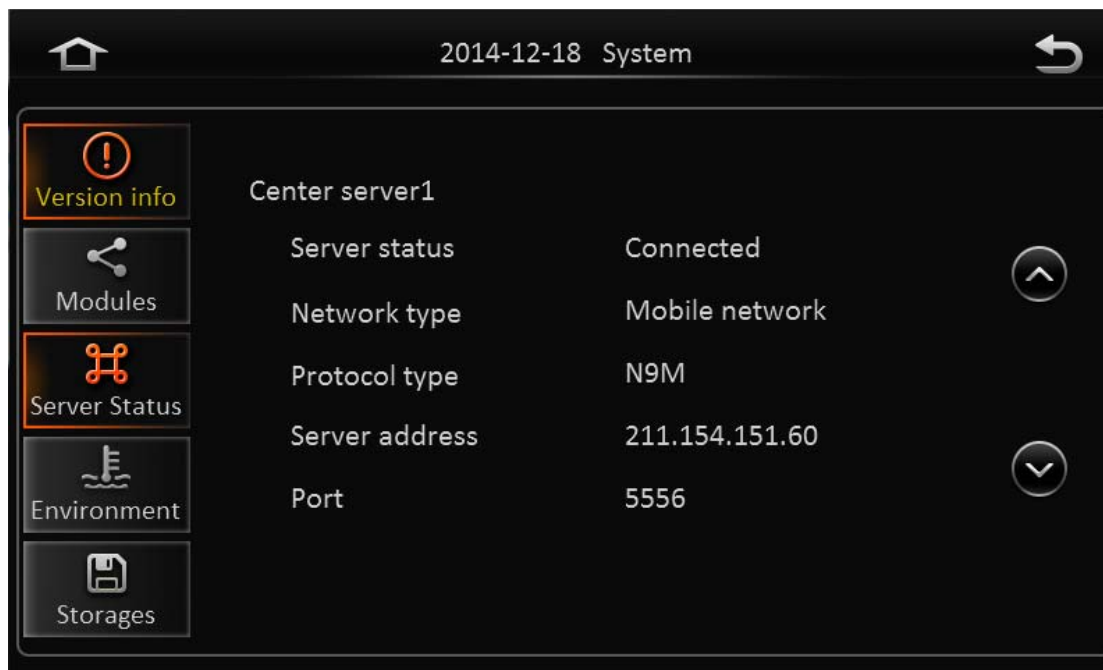 2014-12-18 System
Version info
Modules
Server Status
Environment
Storages
Center server1
Server status Connected
Network type Mobile network
Protocol type N9M
Server address 211.154.151.60
Port 5556